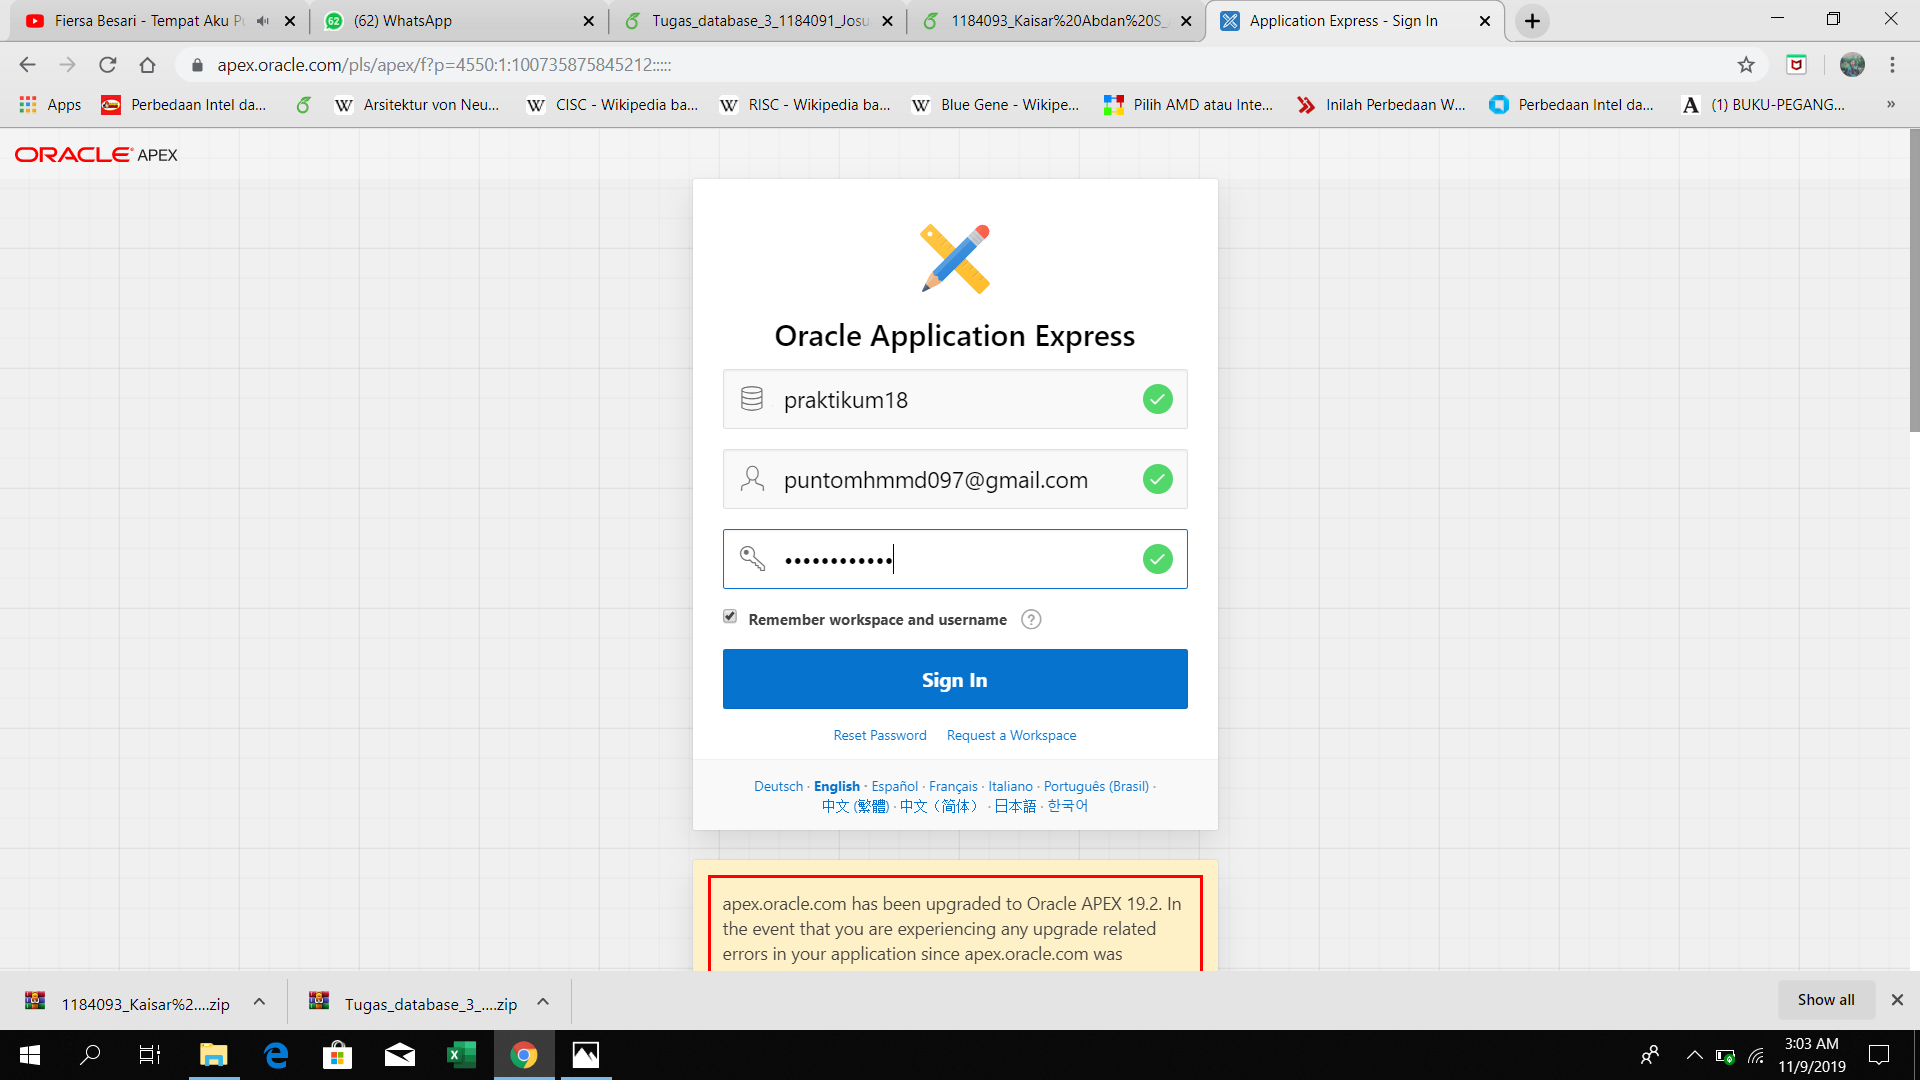 Fiersa Besari - Tempat Aku Pu
(62) WhatsApp
Tugas_database_3_1184091_Josu
1184093_Kaisar%20Abdan%20S_
Application Express - Sign In
apex.oracle.com/pls/apex/f?p=4550:1:100735875845212:::::
Apps
Perbedaan Intel da...
Arsitektur von Neu...
CISC - Wikipedia ba...
RISC - Wikipedia ba...
Blue Gene - Wikipe...
Pilih AMD atau Inte...
Inilah Perbedaan W...
Perbedaan Intel da...
(1) BUKU-PEGANG...
»
ORACLE APEX
Oracle Application Express
praktikum18
puntomhmmd097@gmail.com
••••••••••••
Remember workspace and username ?
Sign In
Reset Password Request a Workspace
Deutsch · English · Español · Français · Italiano · Português (Brasil) ·
中文 (繁體) · 中文（简体） · 日本語 · 한국어
apex.oracle.com has been upgraded to Oracle APEX 19.2. In
the event that you are experiencing any upgrade related
errors in your application since apex.oracle.com was
1184093_Kaisar%2....zip
Tugas_database_3_....zip
Show all
3:03 AM
11/9/2019